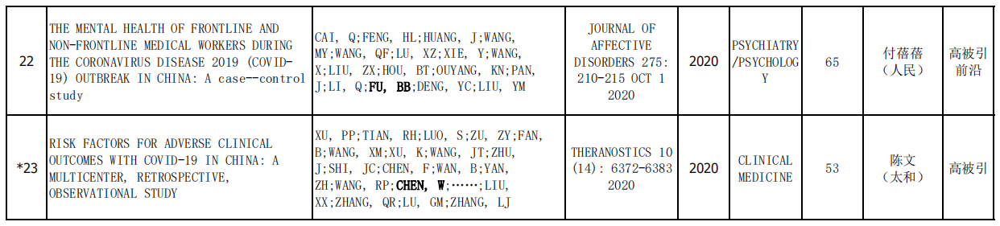 22
THE MENTAL HEALTH OF FRONTLINE AND
NON-FRONTLINE MEDICAL WORKERS DURING
THE CORONAVIRUS DISEASE 2019 (COVID-
19) OUTBREAK IN CHINA: A case--control
study
CAI, Q;FENG, HL;HUANG, J;WANG,
MY;WANG, QF;LU, XZ;XIE, Y;WANG,
X;LIU, ZX;HOU, BT;OUYANG, KN;PAN,
J;LI, Q;FU, BB;DENG, YC;LIU, YM
JOURNAL OF
AFFECTIVE
DISORDERS 275:
210-215 OCT 1
2020
2020
PSYCHIATRY
/PSYCHOLOG
Y
65
付蓓蓓
（人民）
高被引
前沿
*23
RISK FACTORS FOR ADVERSE CLINICAL
OUTCOMES WITH COVID-19 IN CHINA: A
MULTICENTER, RETROSPECTIVE,
OBSERVATIONAL STUDY
XU, PP;TIAN, RH;LUO, S;ZU, ZY;FAN,
B;WANG, XM;XU, K;WANG, JT;ZHU,
J;SHI, JC;CHEN, F;WAN, B;YAN,
ZH;WANG, RP;CHEN, W;……;LIU,
XX;ZHANG, QR;LU, GM;ZHANG, LJ
THERANOSTICS 10
(14): 6372-6383
2020
2020
CLINICAL
MEDICINE
53
陈文
（太和）
高被引